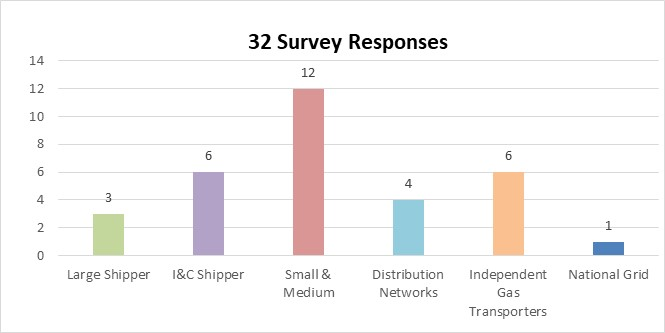 32 Survey Responses
14
12
10
8
6
4
2
0
3
6
12
4
6
1
Large Shipper
I&C Shipper
Small &
Medium
Distribution
Networks
Independent
Gas
Transporters
National Grid